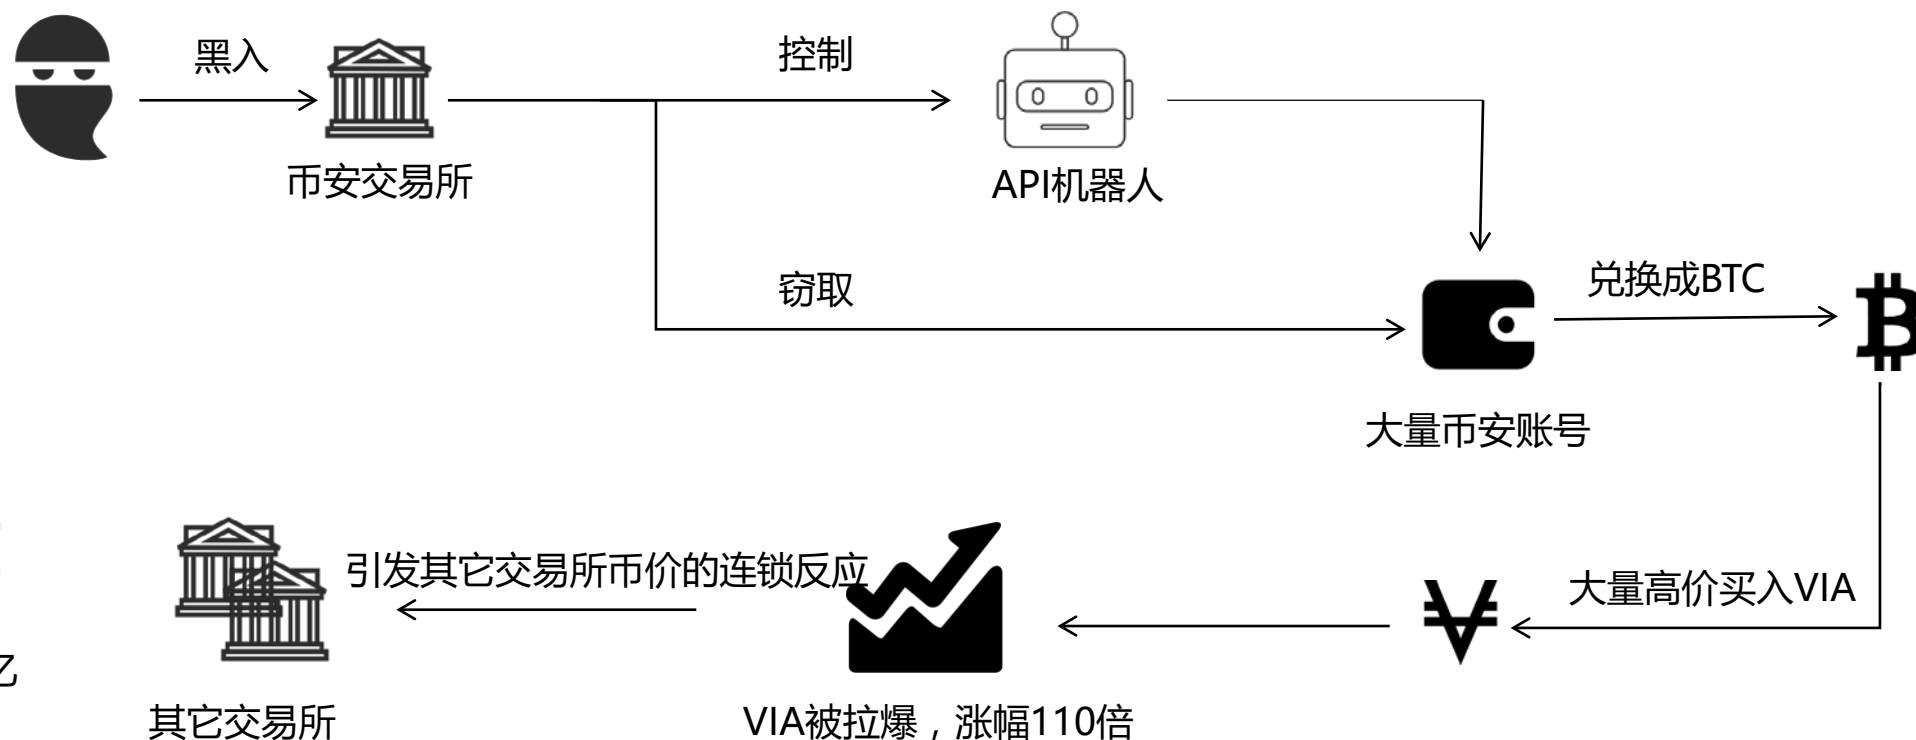 黑入
控制
币安交易所
API机器人
窃取
兑换成BTC
大量币安账号
引发其它交易所币价的连锁反应
大量高价买入VIA
亿
其它交易所
VIA被拉爆，涨幅110倍